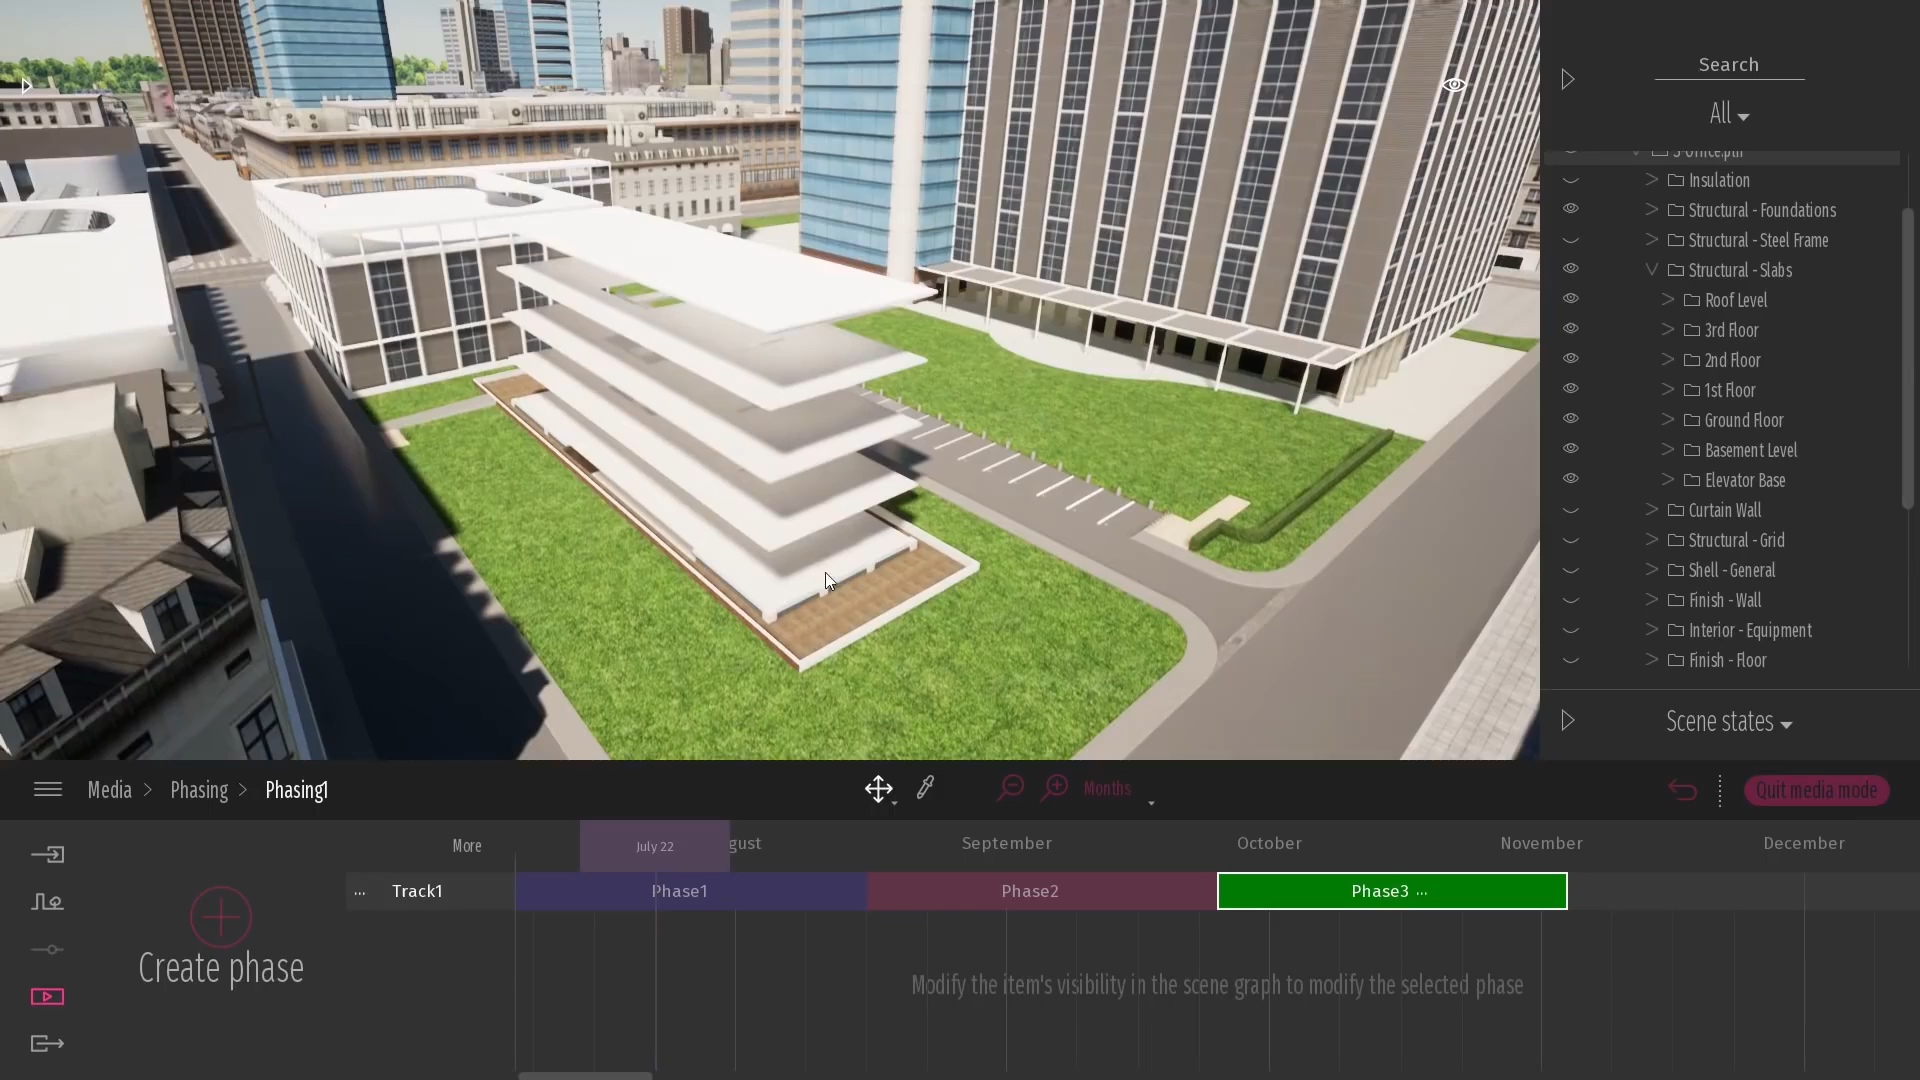 Search
All
Insulation
Structural - Foundations
Structural - Steel Frame
Structural - Slabs
Roof Level
3rd Floor
2nd Floor
1st Floor
Ground Floor
Basement Level
Elevator Base
Curtain Wall
Structural - Grid
Shell - General
Finish - Wall
Interior - Equipment
Finish - Floor
Scene states
Media > Phasing > Phasing1
Months
Quit media mode
More
July 22
gust
September
October
November
December
... Track1
Phase1
Phase2
Phase3 ...
Create phase
Modify the item's visibility in the scene graph to modify the selected phase